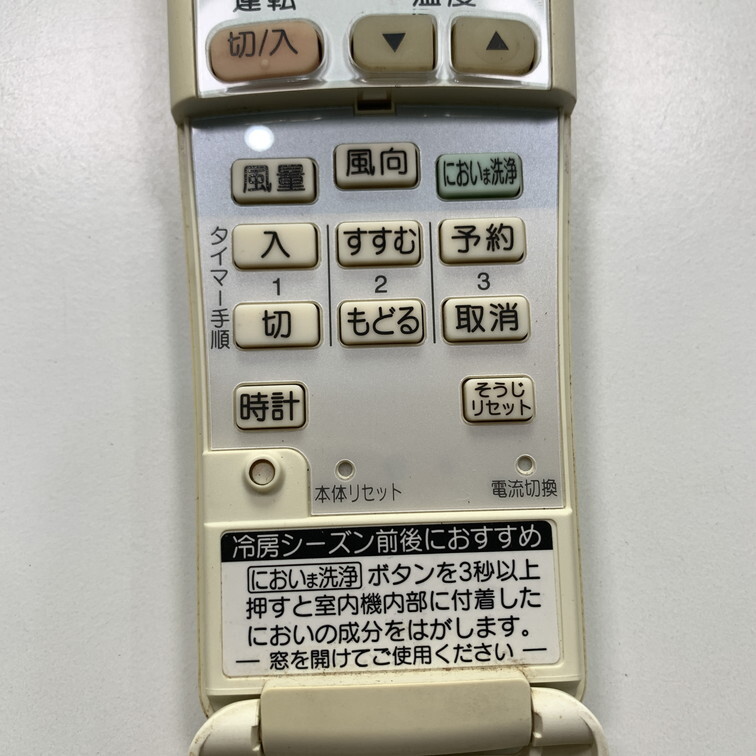 運転 温度
切/入 ▼ ▲
風量 風向 においま洗浄
タイマー手順
入 すすむ 予約
1 2 3
切 もどる 取消
時計 そうじ
リセット
本体リセット 電流切換
冷房シーズン前後におすすめ
においま洗浄 ボタンを3秒以上
押すと室内機内部に付着した
においの成分をはがします。
― 窓を開けてご使用ください ―